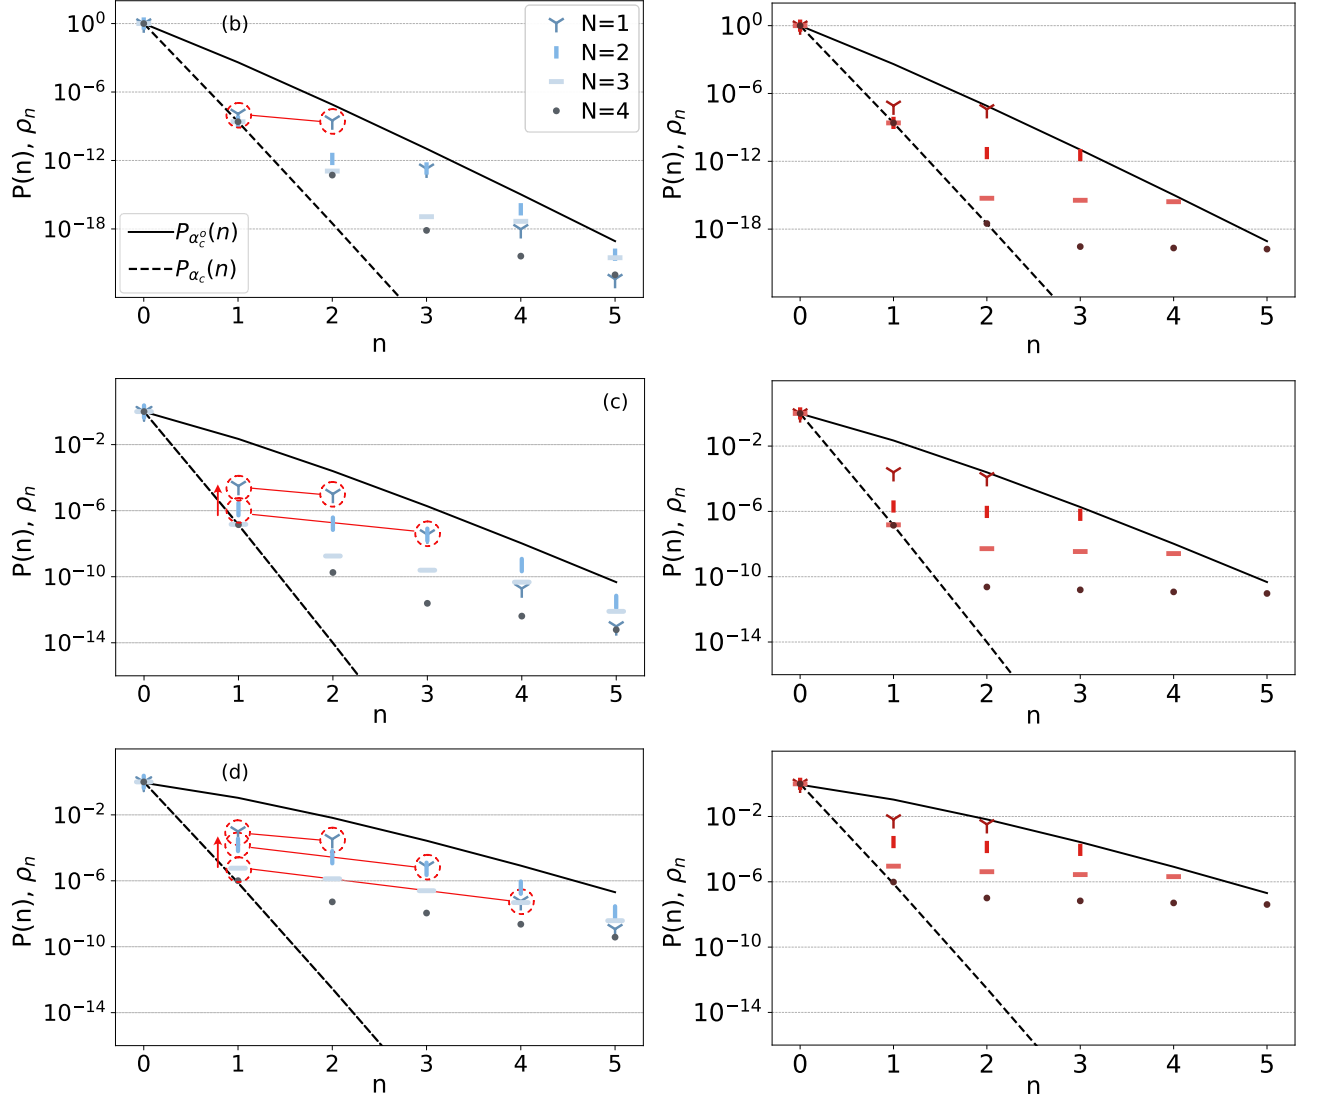 (b)
N=1
N=2
N=3
N=4
P_{α_c^o}(n)
P_{α_c}(n)
10^0
10^{−6}
10^{−12}
10^{−18}
P(n), ρ_n
0 1 2 3 4 5
n
10^0
10^{−6}
10^{−12}
10^{−18}
P(n), ρ_n
0 1 2 3 4 5
n
(c)
10^{−2}
10^{−6}
10^{−10}
10^{−14}
P(n), ρ_n
0 1 2 3 4 5
n
10^{−2}
10^{−6}
10^{−10}
10^{−14}
P(n), ρ_n
0 1 2 3 4 5
n
(d)
10^{−2}
10^{−6}
10^{−10}
10^{−14}
P(n), ρ_n
0 1 2 3 4 5
n
10^{−2}
10^{−6}
10^{−10}
10^{−14}
P(n), ρ_n
0 1 2 3 4 5
n